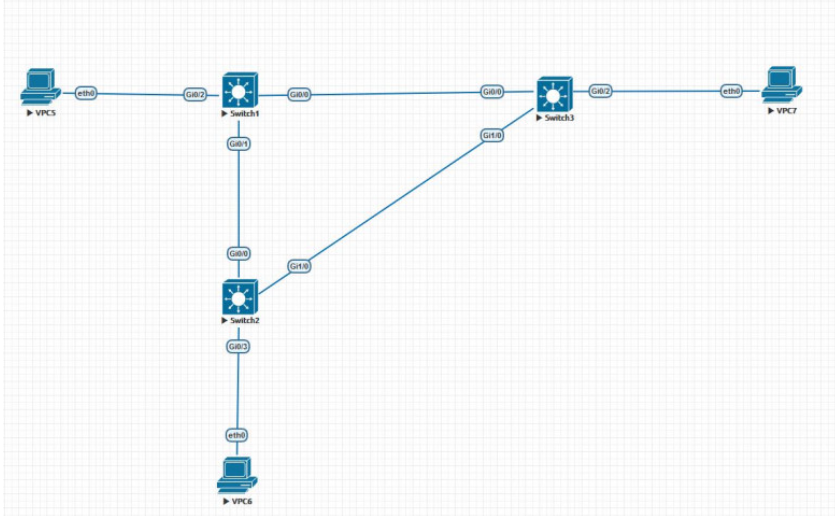 eth0
Gi0/2
Gi0/0
Gi0/0
Gi0/2
eth0
VPC5
Switch1
Switch3
VPC7
Gi0/1
Gi1/0
Gi0/0
Gi1/0
Switch2
Gi0/3
eth0
VPC6